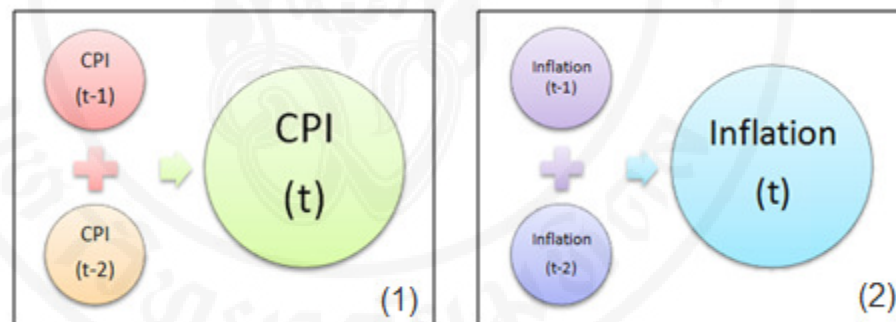 CPI
(t-1)
CPI
(t-2)
CPI
(t)
(1)
Inflation
(t-1)
Inflation
(t-2)
Inflation
(t)
(2)